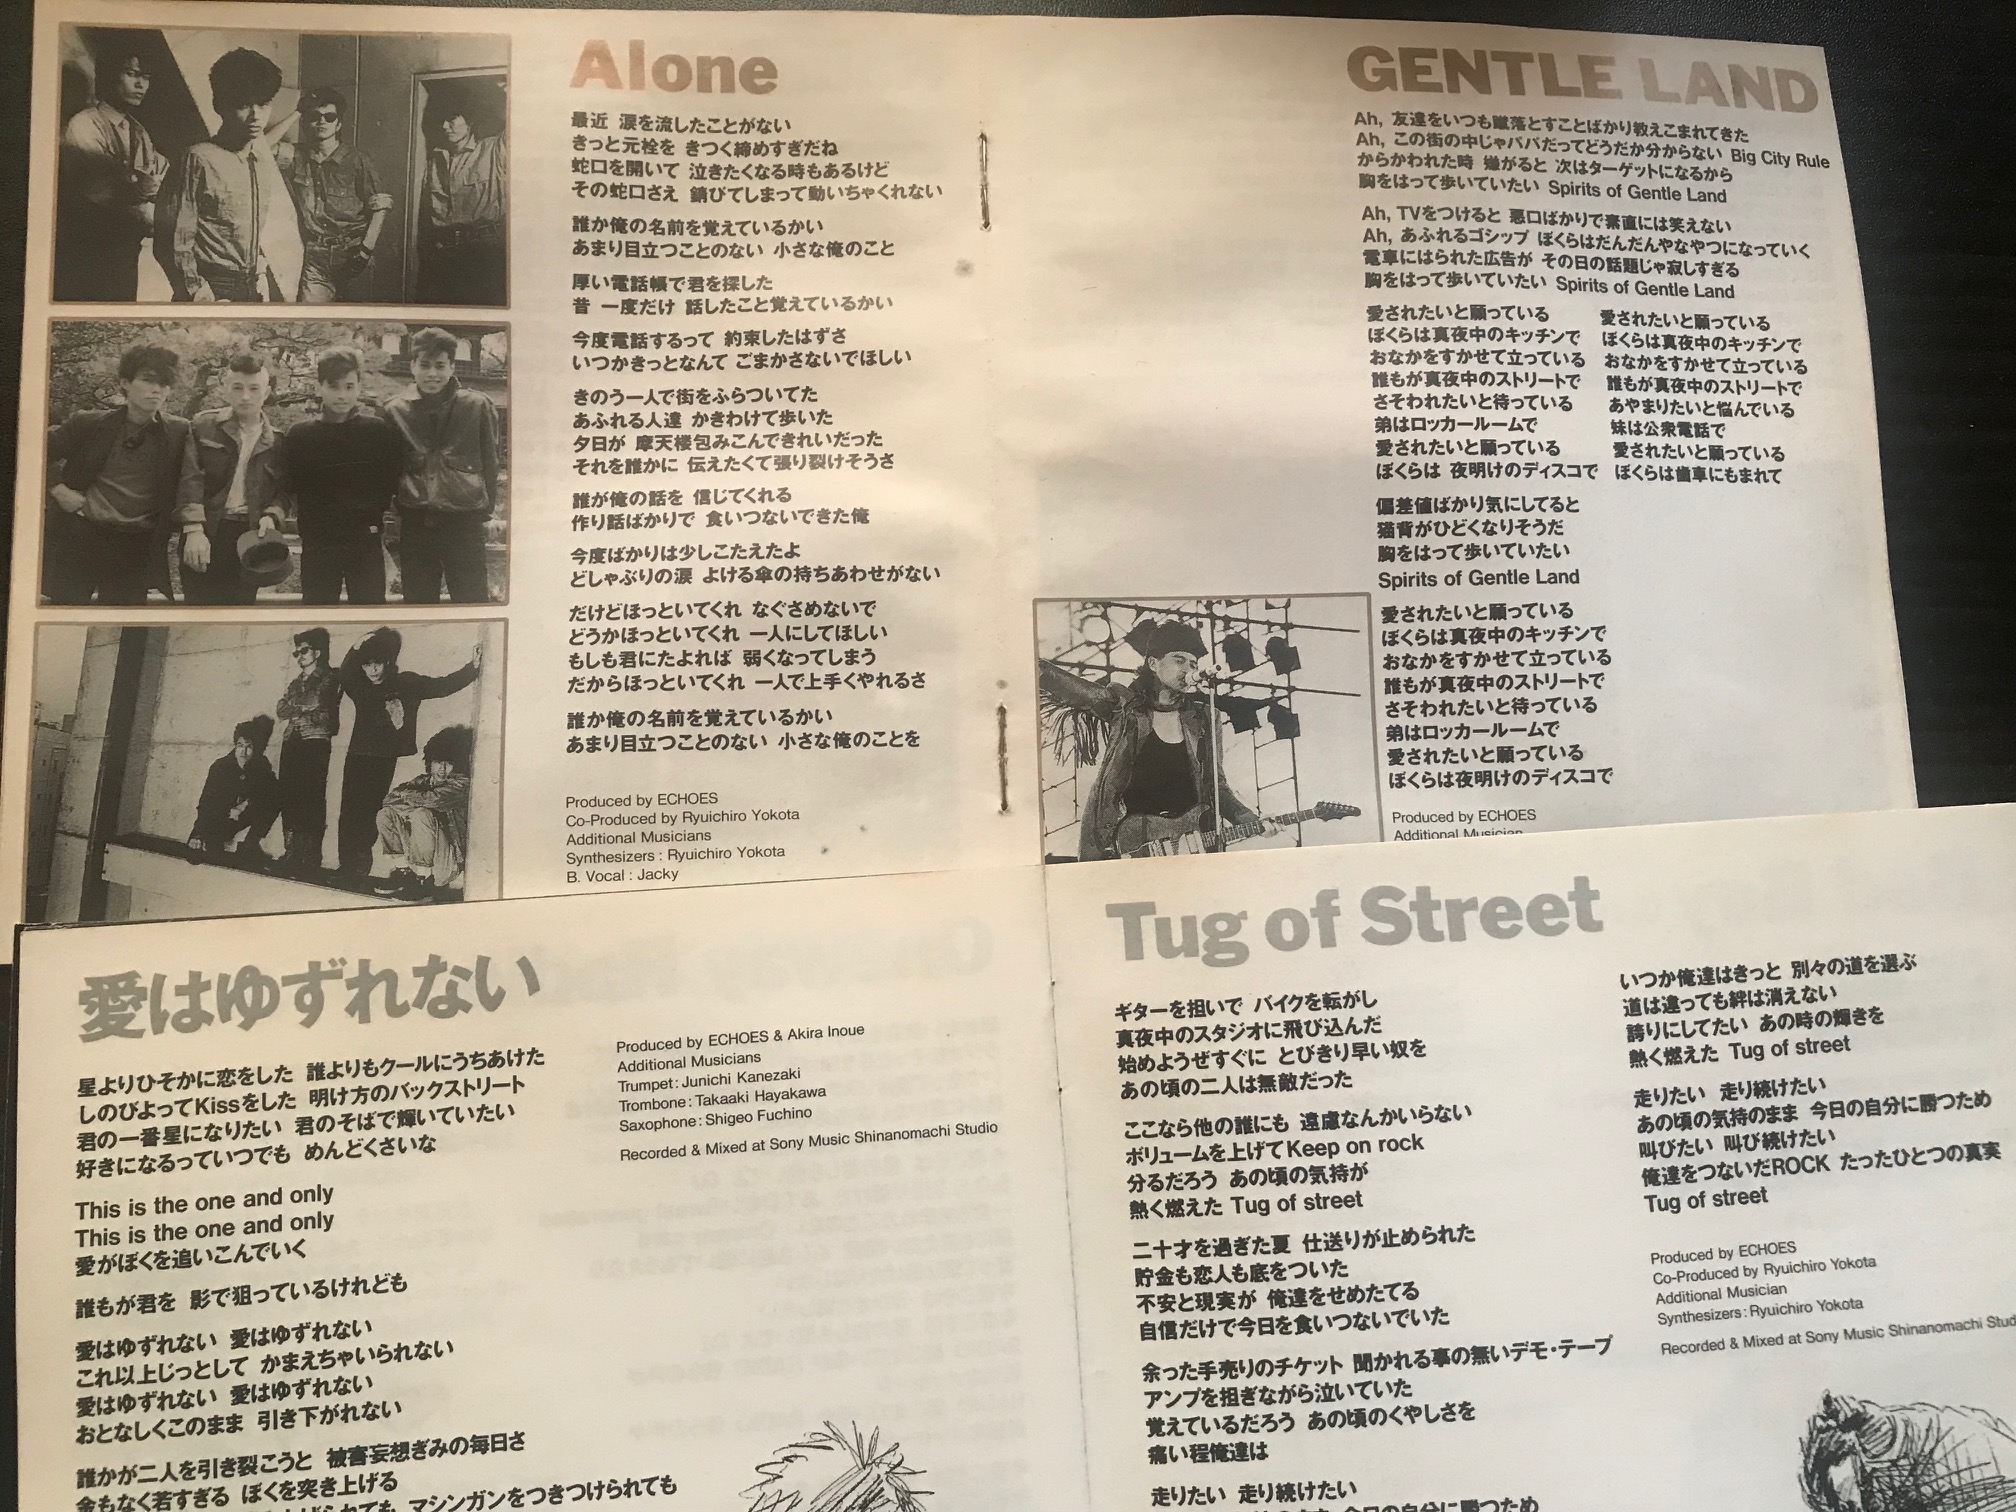 Alone
最近 涙を流したことがない
きっと元栓を きつく締めすぎだね
蛇口を開いて 泣きたくなる時もあるけど
その蛇口さえ 錆びてしまって動いちゃくれない
誰か俺の名前を覚えているかい
あまり目立つことのない 小さな俺のこと
厚い電話帳で君を探した
昔 一度だけ 話したこと覚えているかい
今度電話するって 約束したはずさ
いつかきっとなんて ごまかさないでほしい
きのう一人で街をふらついてた
あふれる人達 かきわけて歩いた
夕日が 摩天楼包みこんできれいだった
それを誰かに 伝えたくて張り裂けそうさ
誰が俺の話を 信じてくれる
作り話ばかりで 食いつないできた俺
今度ばかりは少しこたえたよ
どしゃぶりの涙 よける傘の持ちあわせがない
だけどほっといてくれ なぐさめないで
どうかほっといてくれ 一人にしてほしい
もしも君にたよれば 弱くなってしまう
だからほっといてくれ 一人で上手くやれるさ
誰か俺の名前を覚えているかい
あまり目立つことのない 小さな俺のことを
Produced by ECHOES
Co-Produced by Ryuichiro Yokota
Additional Musicians
Synthesizers : Ryuichiro Yokota
B. Vocal : Jacky
GENTLE LAND
Ah, 友達をいつも蹴落とすことばかり教えこまれてきた
Ah, この街の中じゃババだってどうだか分からない Big City Rule
からかわれた時 嫌がると 次はターゲットになるから
胸をはって歩いていたい Spirits of Gentle Land
Ah, TVをつけると 悪口ばかりで素直には笑えない
Ah, あふれるゴシップ ぼくらはだんだんやなやつになっていく
電車にはられた広告が その日の話題じゃ寂しすぎる
胸をはって歩いていたい Spirits of Gentle Land
愛されたいと願っている
ぼくらは真夜中のキッチンで
おなかをすかせて立っている
誰もが真夜中のストリートで
さそわれたいと待っている
弟はロッカールームで
愛されたいと願っている
ぼくらは 夜明けのディスコで
愛されたいと願っている
ぼくらは真夜中のキッチンで
おなかをすかせて立っている
誰もが真夜中のストリートで
あやまりたいと悩んでいる
妹は公衆電話で
愛されたいと願っている
ぼくらは歯車にもまれて
偏差値ばかり気にしてると
猫背がひどくなりそうだ
胸をはって歩いていたい
Spirits of Gentle Land
愛されたいと願っている
ぼくらは真夜中のキッチンで
おなかをすかせて立っている
誰もが真夜中のストリートで
さそわれたいと待っている
弟はロッカールームで
愛されたいと願っている
ぼくらは夜明けのディスコで
Produced by ECHOES
Additional Musician
愛はゆずれない
星よりひそかに恋をした 誰よりもクールにうちあけた
しのびよってKissをした 明け方のバックストリート
君の一番星になりたい 君のそばで輝いていたい
好きになるっていつでも めんどくさいな
This is the one and only
This is the one and only
愛がぼくを追いこんでいく
誰もが君を 影で狙っているけれども
愛はゆずれない 愛はゆずれない
これ以上じっとして かまえちゃいられない
愛はゆずれない 愛はゆずれない
おとなしくこのまま 引き下がれない
誰かが二人を引き裂こうと 被害妄想ぎみの毎日さ
金もなく若すぎる ぼくを突き上げる
マシンガンをつきつけられても
Produced by ECHOES & Akira Inoue
Additional Musicians
Trumpet : Junichi Kanezaki
Trombone : Takaaki Hayakawa
Saxophone : Shigeo Fuchino
Recorded & Mixed at Sony Music Shinanomachi Studio
Tug of Street
ギターを担いで バイクを転がし
真夜中のスタジオに飛び込んだ
始めようぜすぐに とびきり早い奴を
あの頃の二人は無敵だった
ここなら他の誰にも 遠慮なんかいらない
ボリュームを上げてKeep on rock
分るだろう あの頃の気持が
熱く燃えた Tug of street
二十才を過ぎた夏 仕送りが止められた
貯金も恋人も底をついた
不安と現実が 俺達をせめたてる
自信だけで今日を食いつないでいた
余った手売りのチケット 聞かれる事の無いデモ・テープ
アンプを担ぎながら泣いていた
覚えているだろう あの頃のくやしさを
痛い程俺達は
走りたい 走り続けたい
今日の自分に勝つため
いつか俺達はきっと 別々の道を選ぶ
道は違っても絆は消えない
誇りにしてたい あの時の輝きを
熱く燃えた Tug of street
走りたい 走り続けたい
あの頃の気持のまま 今日の自分に勝つため
叫びたい 叫び続けたい
俺達をつないだROCK たったひとつの真実
Tug of street
Produced by ECHOES
Co-Produced by Ryuichiro Yokota
Additional Musician
Synthesizers : Ryuichiro Yokota
Recorded & Mixed at Sony Music Shinanomachi Stud